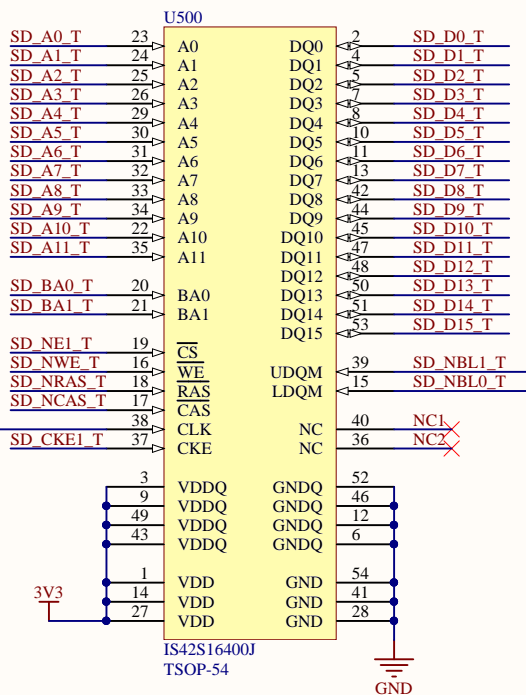 U500
SD_A0_T 23 A0 DQ0 2 SD_D0_T
SD_A1_T 24 A1 DQ1 4 SD_D1_T
SD_A2_T 25 A2 DQ2 5 SD_D2_T
SD_A3_T 26 A3 DQ3 7 SD_D3_T
SD_A4_T 29 A4 DQ4 8 SD_D4_T
SD_A5_T 30 A5 DQ5 10 SD_D5_T
SD_A6_T 31 A6 DQ6 11 SD_D6_T
SD_A7_T 32 A7 DQ7 13 SD_D7_T
SD_A8_T 33 A8 DQ8 42 SD_D8_T
SD_A9_T 34 A9 DQ9 44 SD_D9_T
SD_A10_T 22 A10 DQ10 45 SD_D10_T
SD_A11_T 35 A11 DQ11 47 SD_D11_T
DQ12 48 SD_D12_T
SD_BA0_T 20 BA0 DQ13 50 SD_D13_T
SD_BA1_T 21 BA1 DQ14 51 SD_D14_T
DQ15 53 SD_D15_T
SD_NE1_T 19 CS
SD_NWE_T 16 WE UDQM 39 SD_NBL1_T
SD_NRAS_T 18 RAS LDQM 15 SD_NBL0_T
SD_NCAS_T 17 CAS
38 CLK NC 40 NC1
SD_CKE1_T 37 CKE NC 36 NC2
3 VDDQ GNDQ 52
9 VDDQ GNDQ 46
49 VDDQ GNDQ 12
43 VDDQ GNDQ 6
1 VDD GND 54
3V3 14 VDD GND 41
27 VDD GND 28
IS42S16400J
TSOP-54
GND